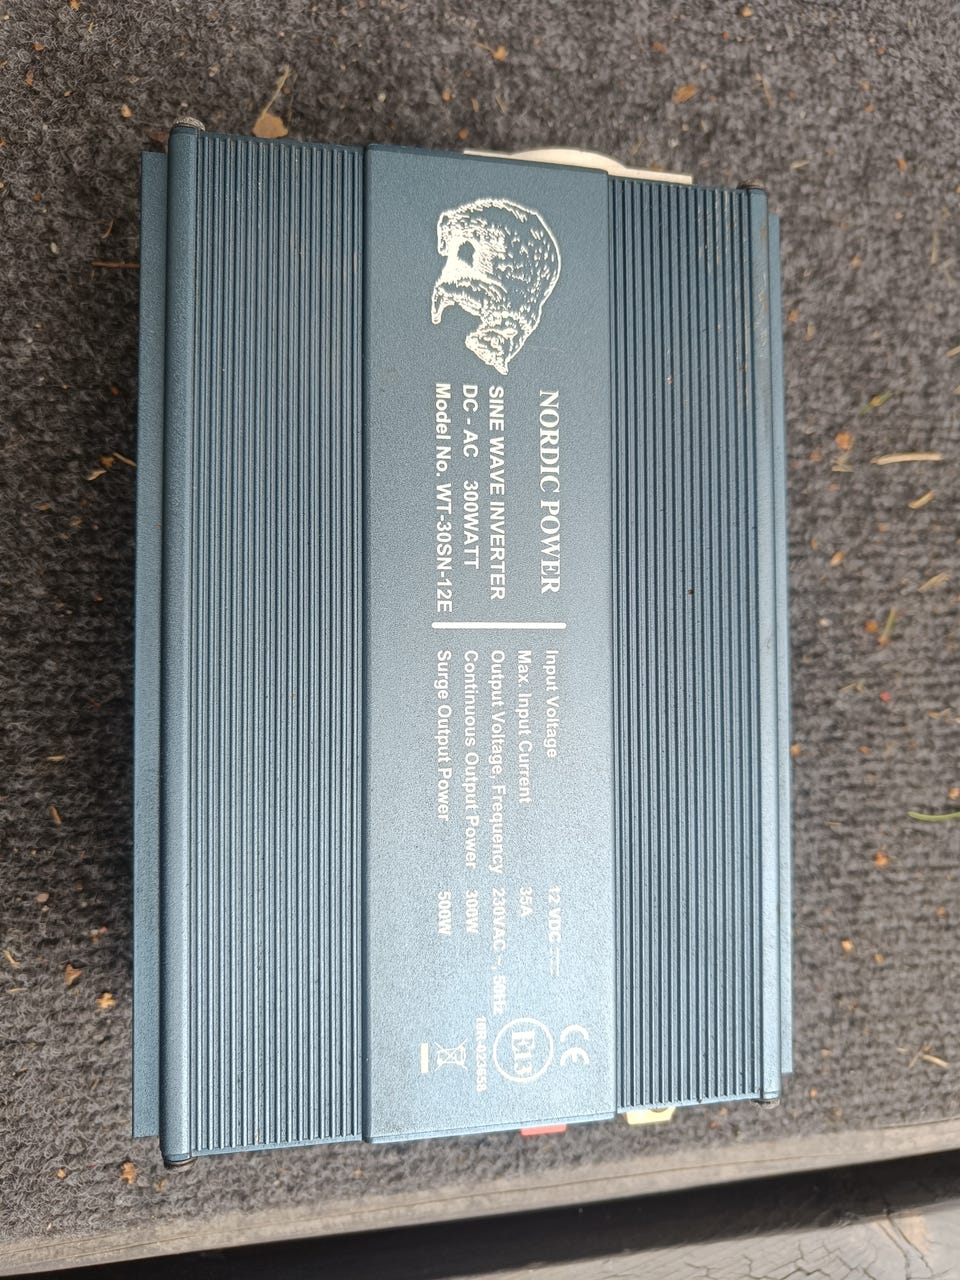 NORDIC POWER
SINE WAVE INVERTER
DC - AC 300WATT
Model No. WT-30SN-12E
Input Voltage 12 VDC
Max. Input Current 35A
Output Voltage, Frequency 230VAC ~, 50Hz
Continuous Output Power 300W
Surge Output Power 500W
CE
E13